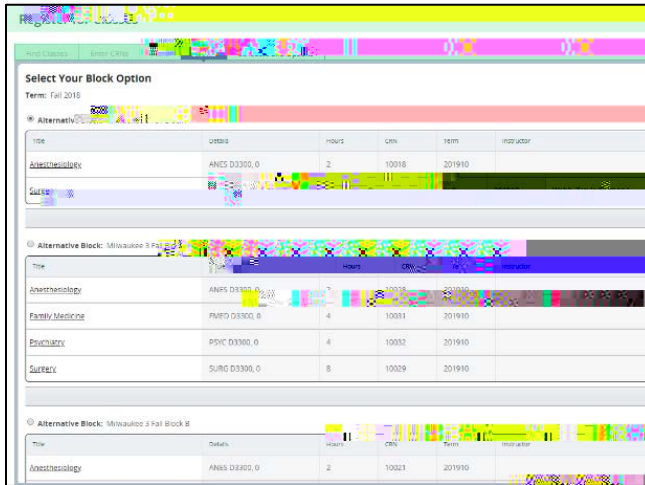 Register for Classes
Find Classes Enter CRNs
Select Your Block Option
Term: Fall 2018
Title Details Hours CRN Term Instructor
Anesthesiology ANES D3300, 0 2 10018 201910
Alternative Block: Milwaukee 3 Fall
Title Hours CRN Term Instructor
Anesthesiology ANES D3300, 0 201910
Family Medicine FMED D3300, 0 4 10031 201910
Psychiatry PSYC D3300, 0 4 10032 201910
Surgery SURG D3300, 0 8 10029 201910
Alternative Block: Milwaukee 3 Fall Block B
Title Details Hours CRN Term Instructor
Anesthesiology ANES D3300, 0 2 10021 201910